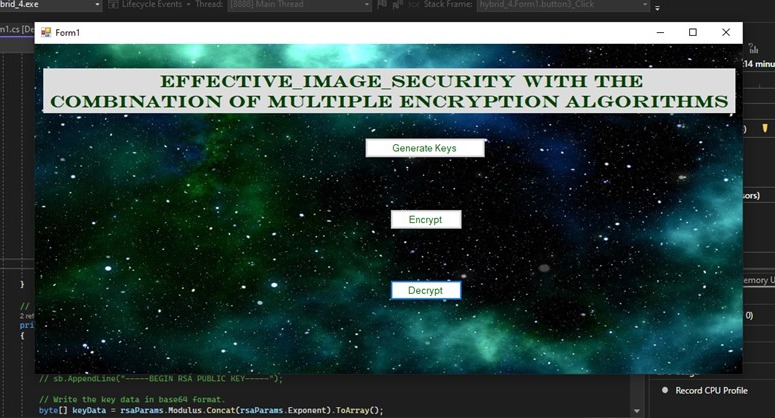 ybrid_4.exe
Lifecycle Events
Thread:
[8888] Main Thread
Stack Frame:
hybrid_4.Form1.button3_Click
m1.cs [De
Form1
14 minu
EFFECTIVE_IMAGE_SECURITY WITH THE
COMBINATION OF MULTIPLE ENCRYPTION ALGORITHMS
Generate Keys
Encrypt
Decrypt
sors)
emory U
}
//
2 ref
pri
{
0)
// sb.AppendLine("-----BEGIN RSA PUBLIC KEY-----");
// Write the key data in base64 format.
byte[] keyData = rsaParams.Modulus.Concat(rsaParams.Exponent).ToArray();
Record CPU Profile